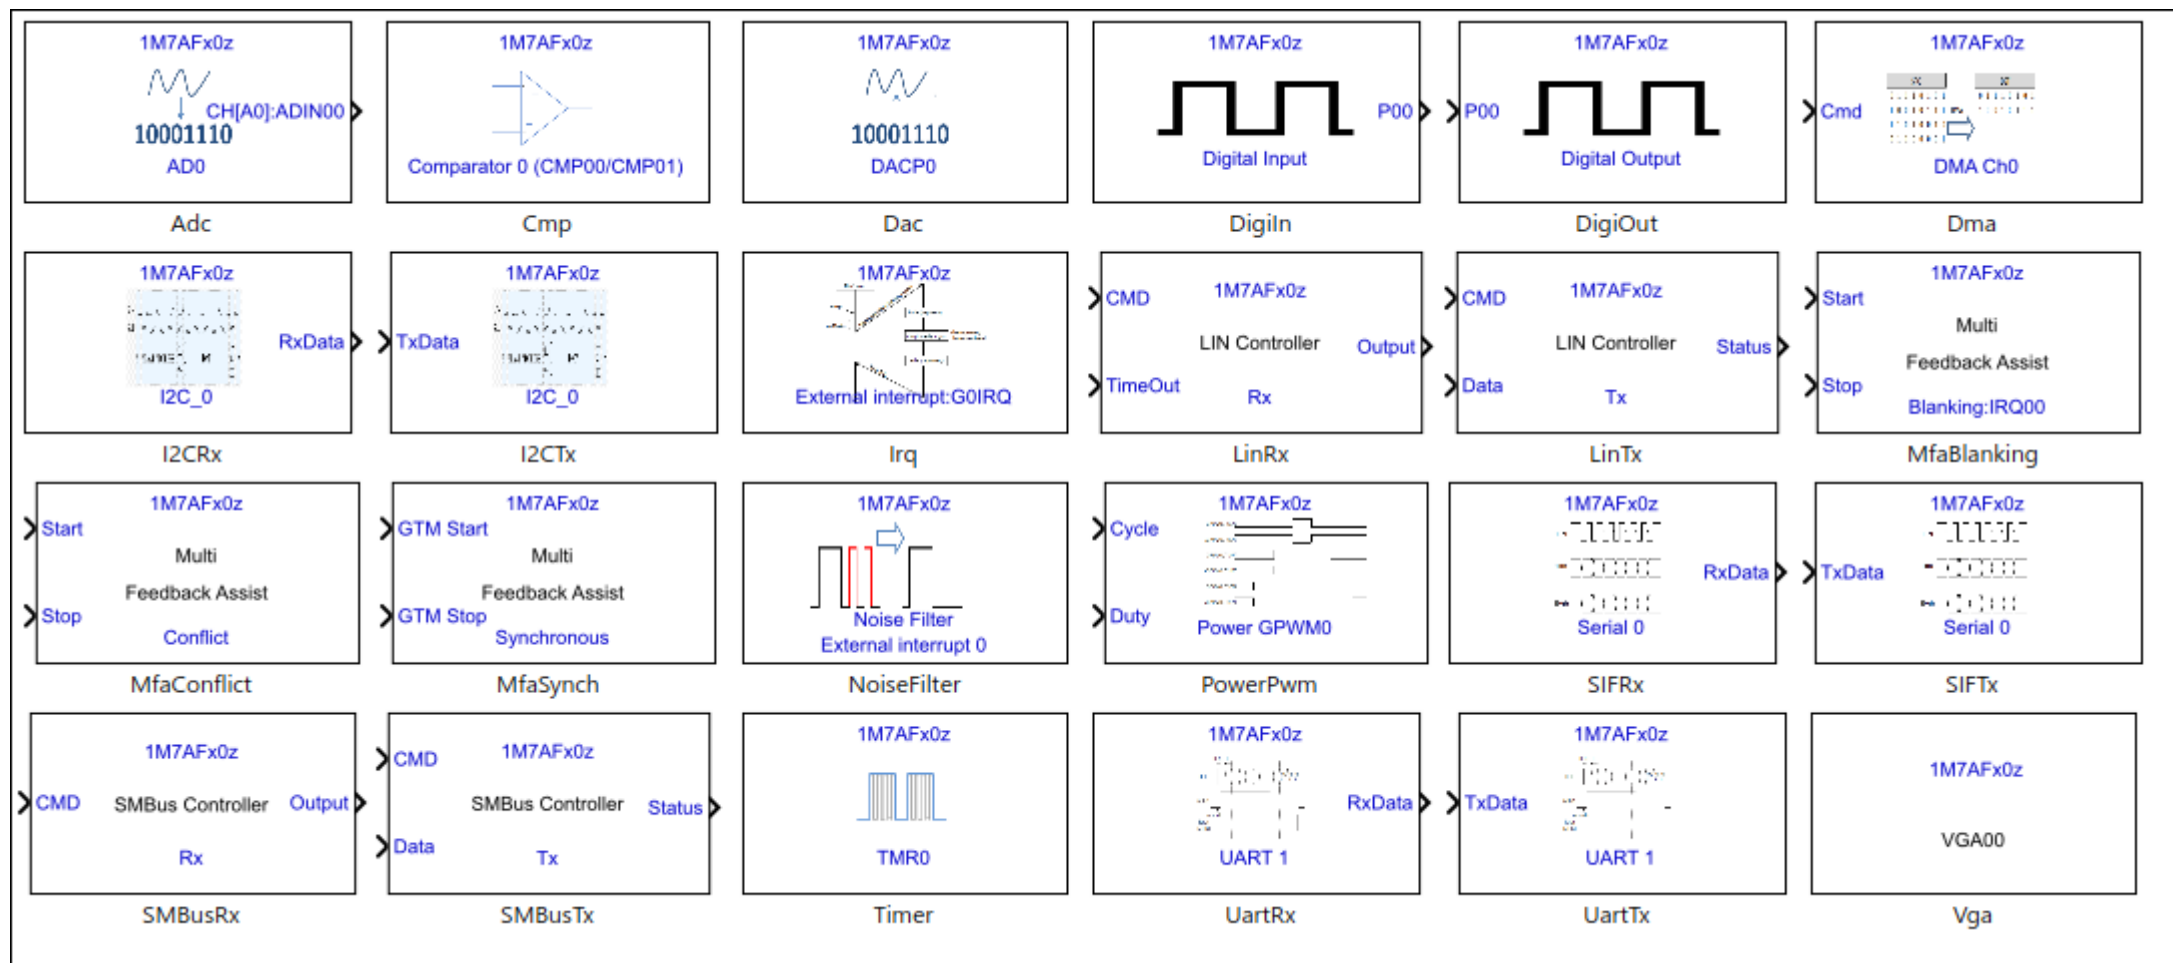 1M7AFx0z
CH[A0]:ADIN00
10001110
AD0
Adc
1M7AFx0z
Comparator 0 (CMP00/CMP01)
Cmp
1M7AFx0z
10001110
DACP0
Dac
1M7AFx0z
P00
Digital Input
DigiIn
1M7AFx0z
P00
Digital Output
DigiOut
1M7AFx0z
Cmd
DMA Ch0
Dma
1M7AFx0z
RxData
I2C_0
I2CRx
1M7AFx0z
TxData
I2C_0
I2CTx
1M7AFx0z
External interrupt:G0IRQ
Irq
1M7AFx0z
CMD
LIN Controller
Output
TimeOut
Rx
LinRx
1M7AFx0z
CMD
LIN Controller
Status
Data
Tx
LinTx
1M7AFx0z
Start
Multi
Feedback Assist
Stop
Blanking:IRQ00
MfaBlanking
1M7AFx0z
Start
Multi
Feedback Assist
Stop
Conflict
MfaConflict
1M7AFx0z
GTM Start
Multi
Feedback Assist
GTM Stop
Synchronous
MfaSynch
1M7AFx0z
Noise Filter
External interrupt 0
NoiseFilter
1M7AFx0z
Cycle
Duty
Power GPWM0
PowerPwm
1M7AFx0z
RxData
Serial 0
SIFRx
1M7AFx0z
TxData
Serial 0
SIFTx
1M7AFx0z
CMD
SMBus Controller
Output
Rx
SMBusRx
1M7AFx0z
CMD
SMBus Controller
Status
Data
Tx
SMBusTx
1M7AFx0z
TMR0
Timer
1M7AFx0z
RxData
UART 1
UartRx
1M7AFx0z
TxData
UART 1
UartTx
1M7AFx0z
VGA00
Vga